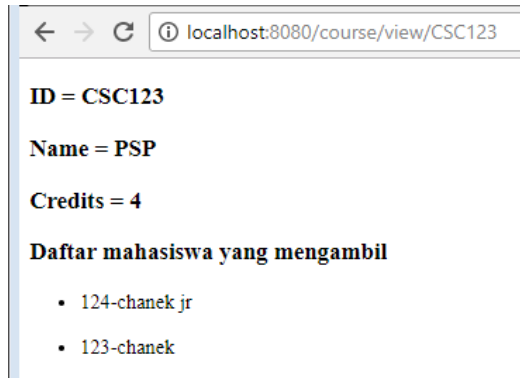 localhost:8080/course/view/CSC123
ID = CSC123
Name = PSP
Credits = 4
Daftar mahasiswa yang mengambil
• 124-chanek jr
• 123-chanek